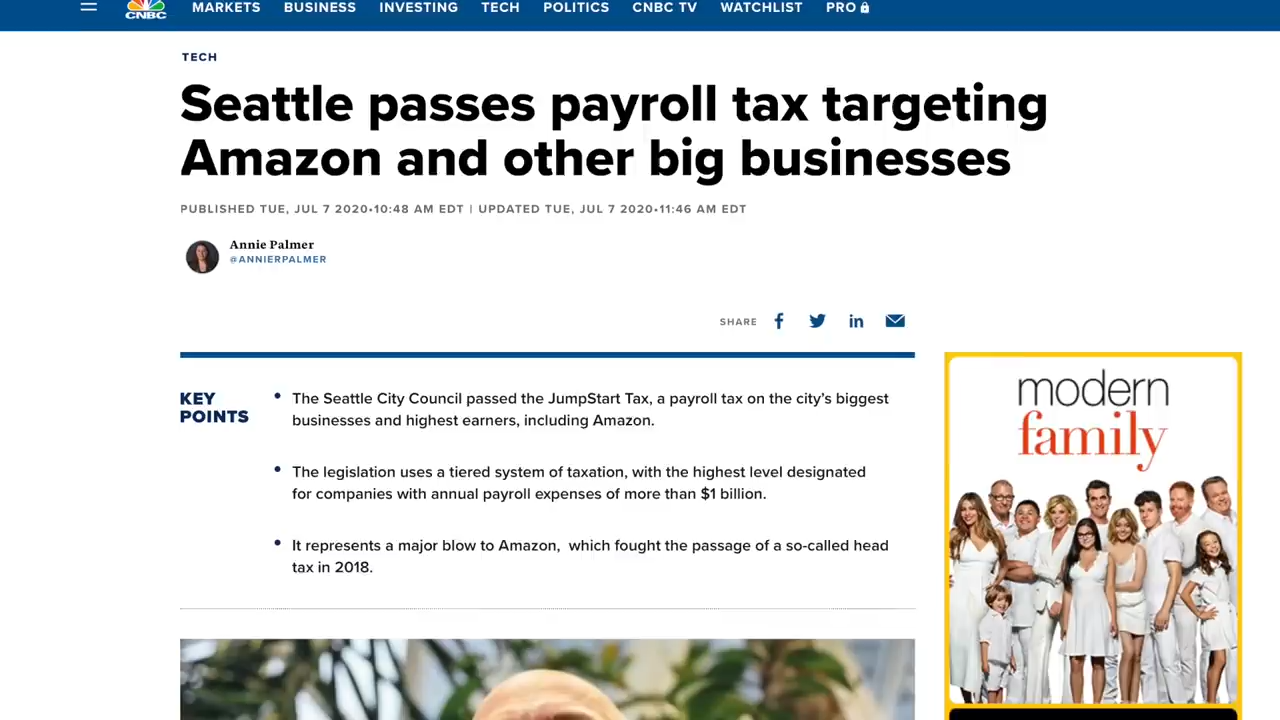 CNBC
MARKETS BUSINESS INVESTING TECH POLITICS CNBC TV WATCHLIST PRO
TECH
Seattle passes payroll tax targeting
Amazon and other big businesses
PUBLISHED TUE, JUL 7 2020•10:48 AM EDT | UPDATED TUE, JUL 7 2020•11:46 AM EDT
Annie Palmer
@ANNIERPALMER
SHARE
KEY
POINTS
• The Seattle City Council passed the JumpStart Tax, a payroll tax on the city’s biggest
businesses and highest earners, including Amazon.
• The legislation uses a tiered system of taxation, with the highest level designated
for companies with annual payroll expenses of more than $1 billion.
• It represents a major blow to Amazon, which fought the passage of a so-called head
tax in 2018.
modern
family